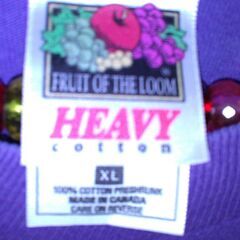 FRUIT OF THE LOOM
HEAVY
cotton
XL
100% COTTON PRESHRUNK
MADE IN CANADA
CARE ON REVERSE